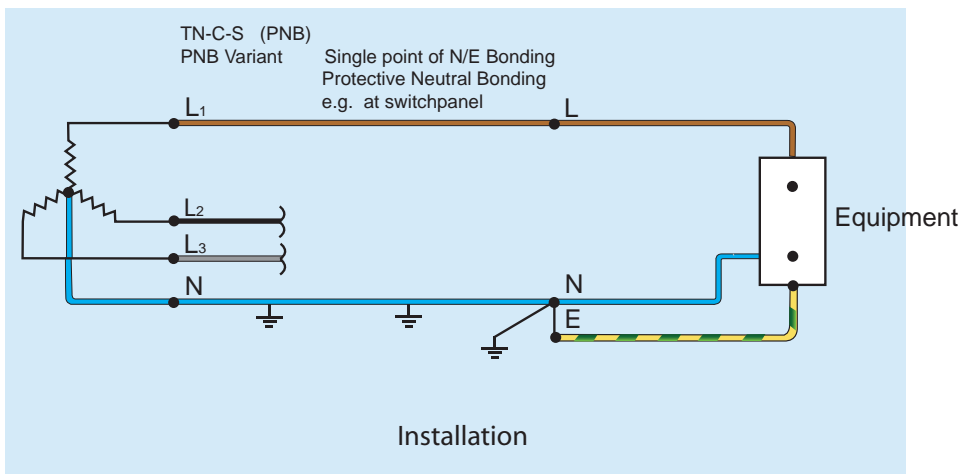 TN-C-S (PNB)
PNB Variant
Single point of N/E Bonding
Protective Neutral Bonding
e.g. at switchpanel
L1
L
L2
Equipment
L3
N
N
E
Installation